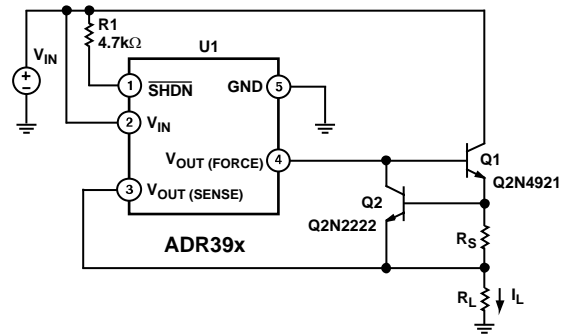 R1
4.7kΩ
VIN
U1
1
SHDN
GND
5
2
VIN
VOUT (FORCE)
4
Q1
Q2N4921
3
VOUT (SENSE)
Q2
Q2N2222
RS
ADR39x
RL
IL